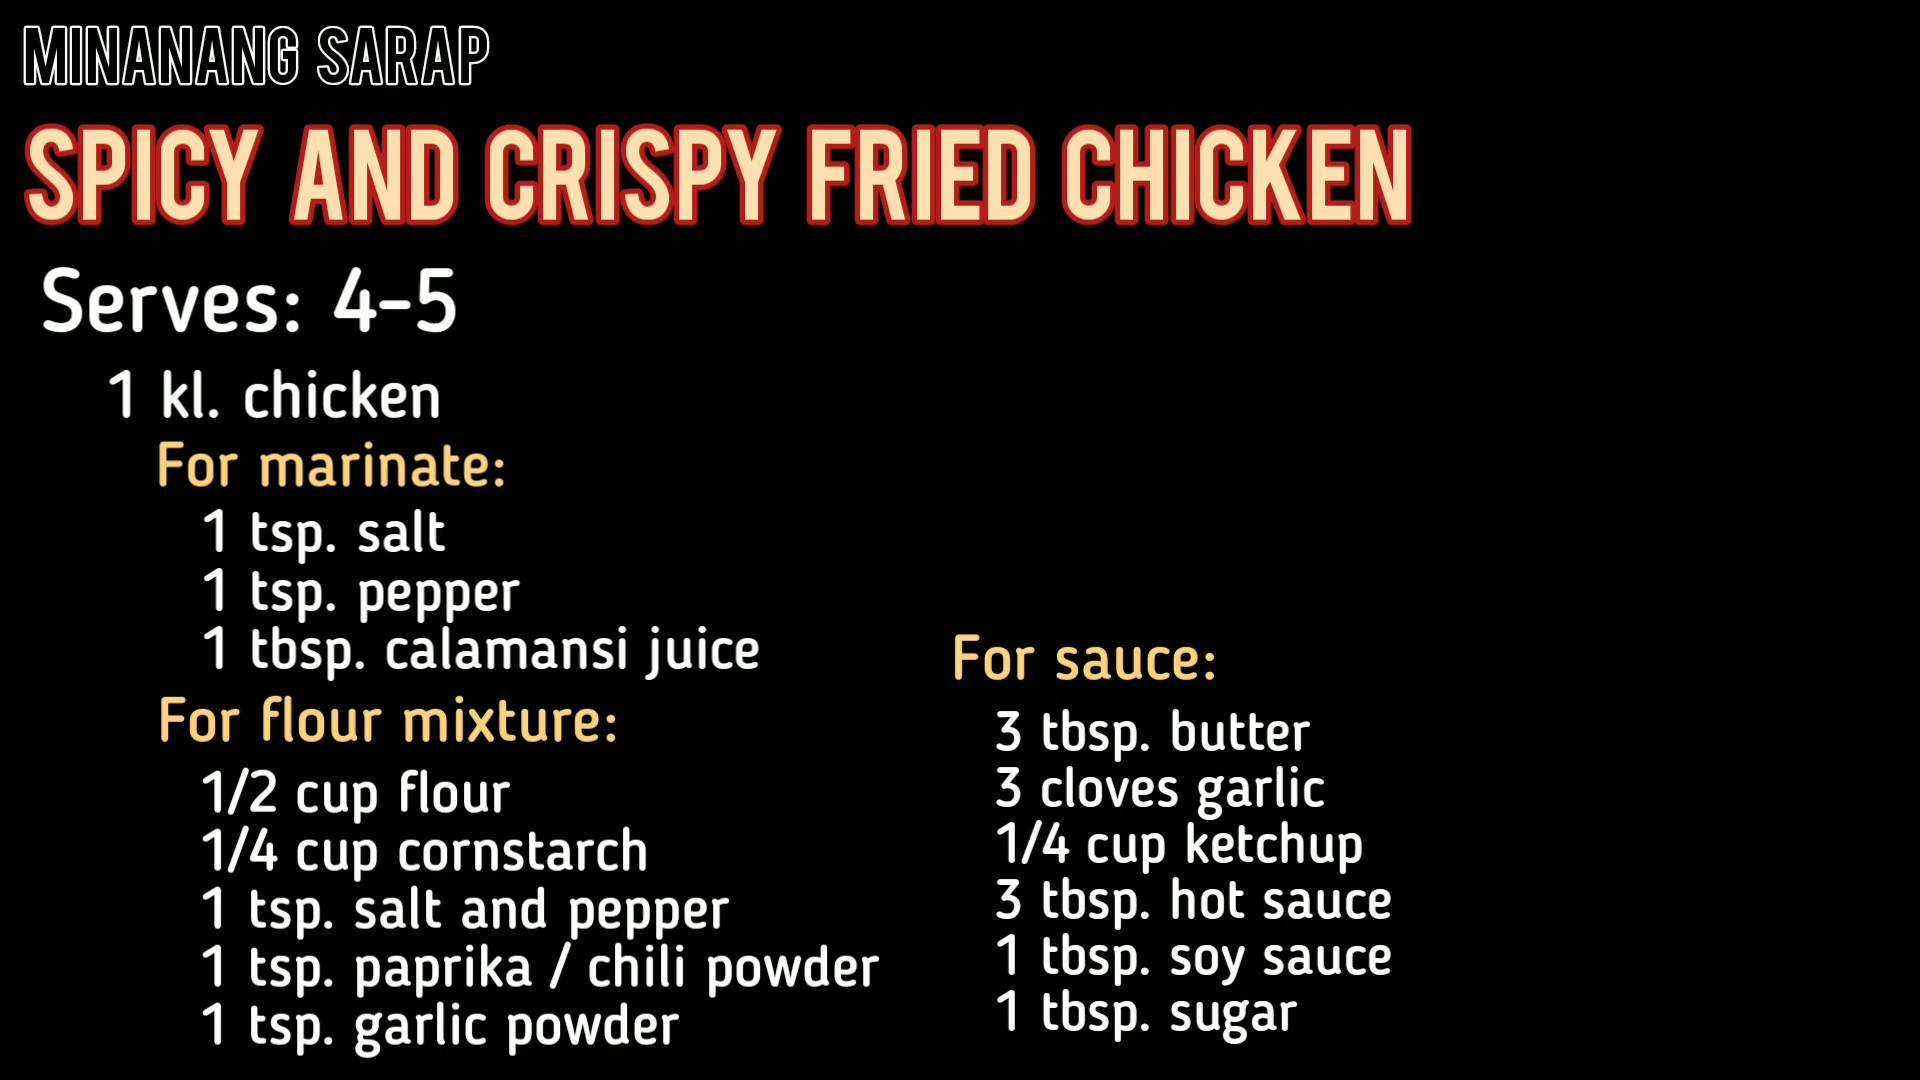 MINANANG SARAP
SPICY AND CRISPY FRIED CHICKEN
Serves: 4-5
1 kl. chicken
For marinate:
1 tsp. salt
1 tsp. pepper
1 tbsp. calamansi juice
For flour mixture:
1/2 cup flour
1/4 cup cornstarch
1 tsp. salt and pepper
1 tsp. paprika / chili powder
1 tsp. garlic powder
For sauce:
3 tbsp. butter
3 cloves garlic
1/4 cup ketchup
3 tbsp. hot sauce
1 tbsp. soy sauce
1 tbsp. sugar